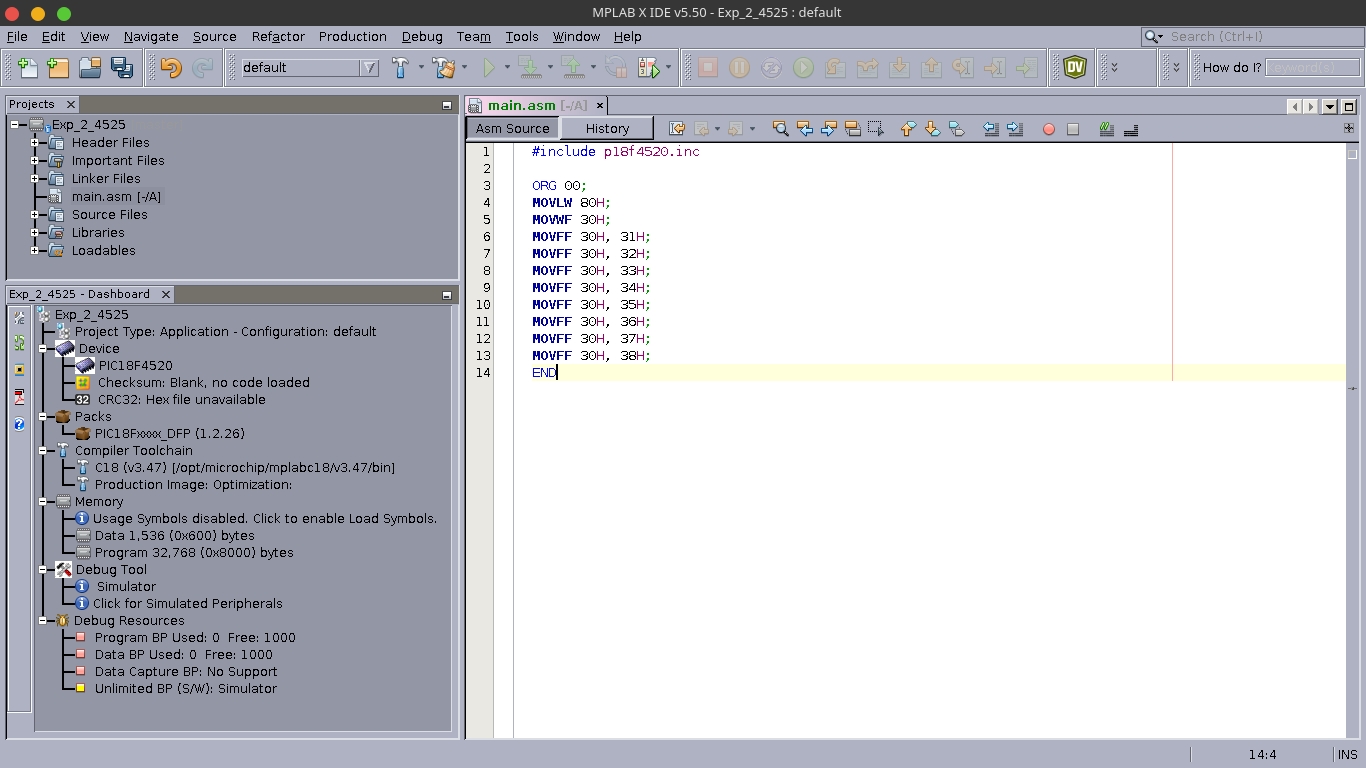 MPLAB X IDE v5.50 - Exp_2_4525 : default
File Edit View Navigate Source Refactor Production Debug Team Tools Window Help
Search (Ctrl+I)
default
DV
How do I?
Projects
Exp_2_4525
Header Files
Important Files
Linker Files
main.asm [-/A]
Source Files
Libraries
Loadables
Exp_2_4525 - Dashboard
Exp_2_4525
Project Type: Application - Configuration: default
Device
PIC18F4520
Checksum: Blank, no code loaded
32 CRC32: Hex file unavailable
Packs
PIC18Fxxxx_DFP (1.2.26)
Compiler Toolchain
C18 (v3.47) [/opt/microchip/mplabc18/v3.47/bin]
Production Image: Optimization:
Memory
Usage Symbols disabled. Click to enable Load Symbols.
Data 1,536 (0x600) bytes
Program 32,768 (0x8000) bytes
Debug Tool
Simulator
Click for Simulated Peripherals
Debug Resources
Program BP Used: 0 Free: 1000
Data BP Used: 0 Free: 1000
Data Capture BP: No Support
Unlimited BP (S/W): Simulator
main.asm [-/A]
Asm Source History
1 #include p18f4520.inc
2
3 ORG 00;
4 MOVLW 80H;
5 MOVWF 30H;
6 MOVFF 30H, 31H;
7 MOVFF 30H, 32H;
8 MOVFF 30H, 33H;
9 MOVFF 30H, 34H;
10 MOVFF 30H, 35H;
11 MOVFF 30H, 36H;
12 MOVFF 30H, 37H;
13 MOVFF 30H, 38H;
14 END
14:4 INS